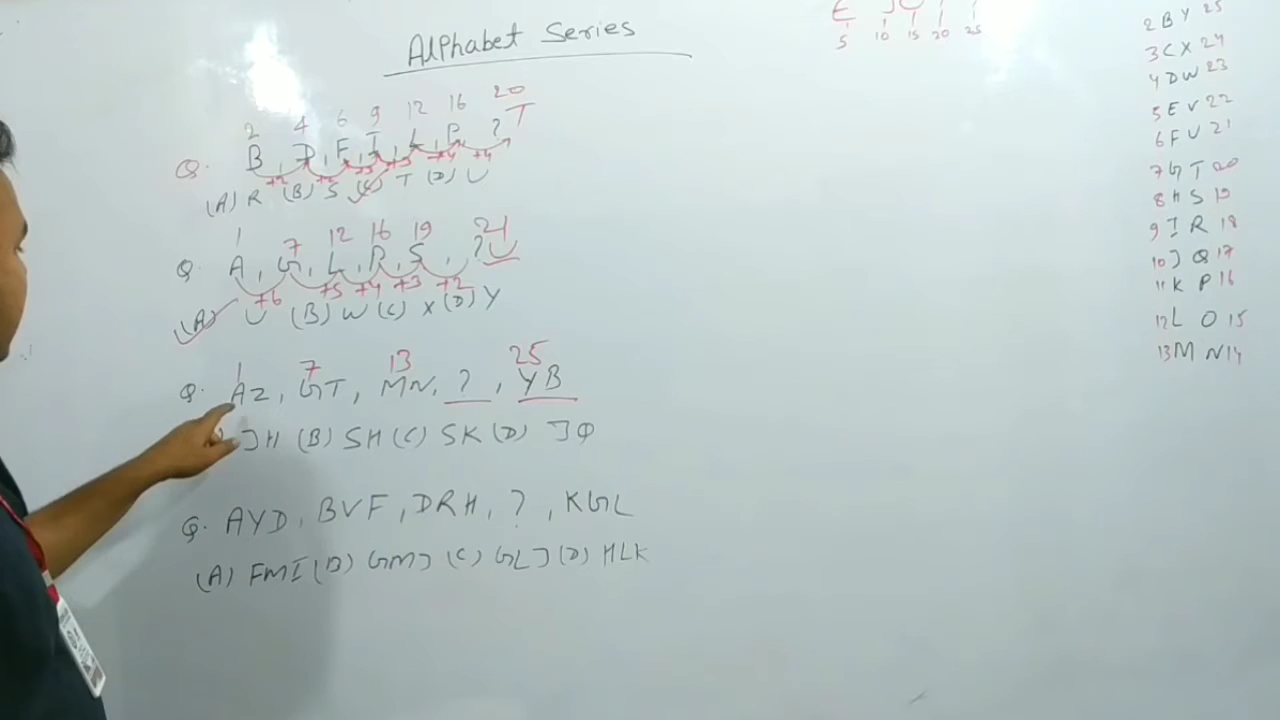 Alphabet Series
E J O
5 10 15 20 25
2 B Y 25
3 C X 24
4 D W 23
5 E V 22
6 F U 21
7 G T 20
8 H S 19
9 I R 18
10 J Q 17
11 K P 16
12 L O 15
13 M N 14
2 4 6 9 12 16 20
Q. B, D, F, I, L, P, ? T
+2 +2 +3 +3 +4 +4
(A) R (B) S (C) T (D) U
1 7 12 16 19 21
Q. A, G, L, P, S, ? U
+6 +5 +4 +3 +2
(A) U (B) W (C) X (D) Y
1 7 13 25
Q. AZ, GT, MN, ?, YB
JH (B) SH (C) SK (D) JQ
Q. AYD, BVF, DRH, ?, KGL
(A) FMI (B) GMJ (C) GLJ (D) HLK